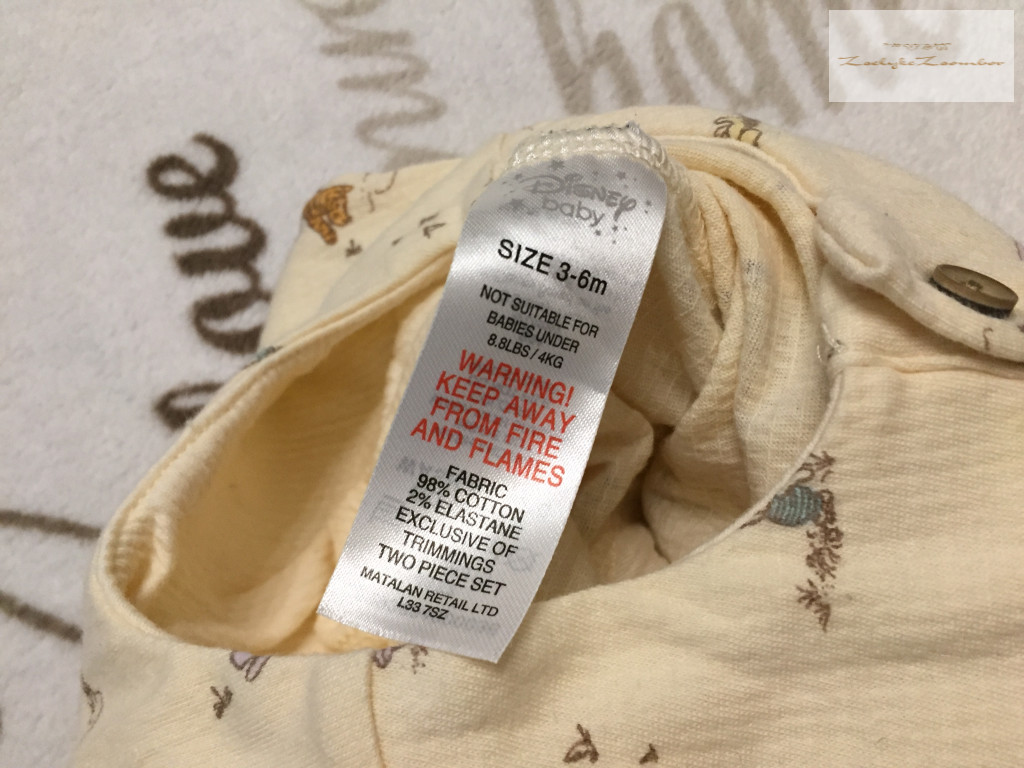 Disney
baby
SIZE 3-6m
NOT SUITABLE FOR
BABIES UNDER
8.8LBS / 4KG
WARNING!
KEEP AWAY
FROM FIRE
AND FLAMES
FABRIC
98% COTTON
2% ELASTANE
EXCLUSIVE OF
TRIMMINGS
TWO PIECE SET
MATALAN RETAIL LTD
L33 7SZ